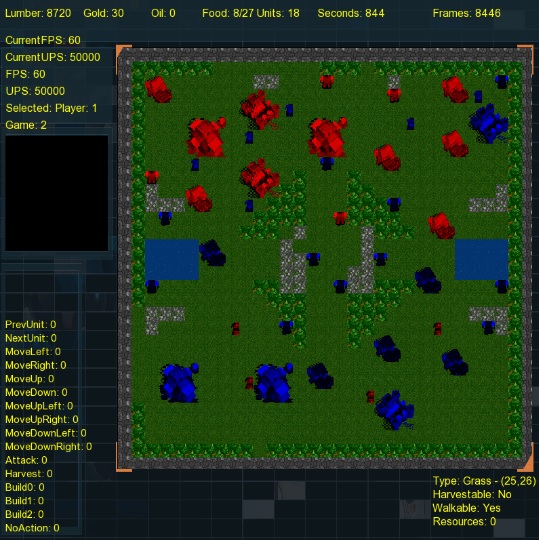 Lumber: 8720 Gold: 30 Oil: 0 Food: 8/27 Units: 18 Seconds: 844 Frames: 8446
CurrentFPS: 60
CurrentUPS: 50000
FPS: 60
UPS: 50000
Selected: Player: 1
Game: 2
PrevUnit: 0
NextUnit: 0
MoveLeft: 0
MoveRight: 0
MoveUp: 0
MoveDown: 0
MoveUpLeft: 0
MoveUpRight: 0
MoveDownLeft: 0
MoveDownRight: 0
Attack: 0
Harvest: 0
Build0: 0
Build1: 0
Build2: 0
NoAction: 0
Type: Grass - (25,26)
Harvestable: No
Walkable: Yes
Resources: 0